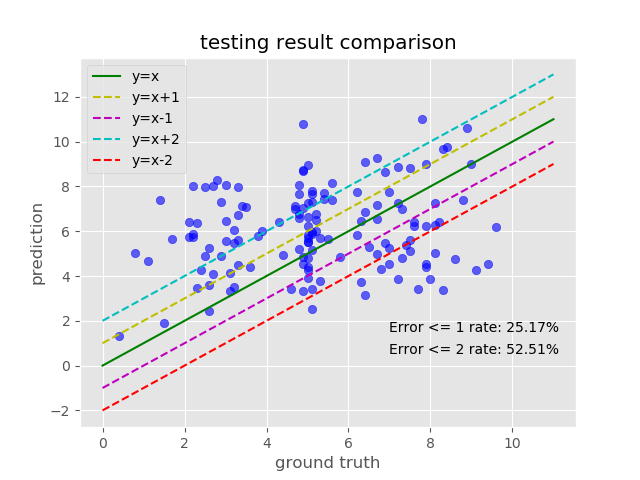 testing result comparison
y=x
y=x+1
y=x-1
y=x+2
y=x-2
12
10
8
6
4
2
0
−2
prediction
Error <= 1 rate: 25.17%
Error <= 2 rate: 52.51%
0 2 4 6 8 10
ground truth